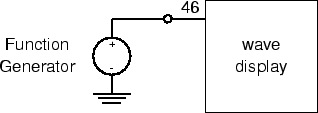 46
Function
Generator
+
-
wave
display